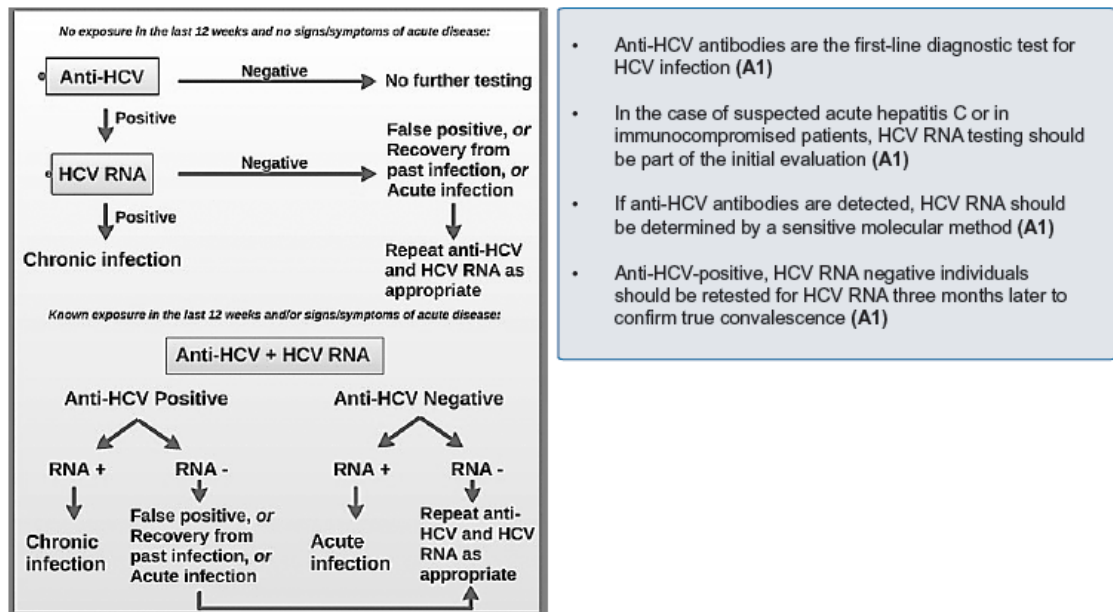 No exposure in the last 12 weeks and no signs/symptoms of acute disease:
Anti-HCV
Negative
No further testing
Positive
HCV RNA
Negative
False positive, or
Recovery from
past infection, or
Acute infection
Positive
Chronic infection
Repeat anti-HCV
and HCV RNA as
appropriate
Known exposure in the last 12 weeks and/or signs/symptoms of acute disease:
Anti-HCV + HCV RNA
Anti-HCV Positive
Anti-HCV Negative
RNA +
RNA -
RNA +
RNA -
Chronic
infection
False positive, or
Recovery from
past infection, or
Acute infection
Acute
infection
Repeat anti-
HCV and HCV
RNA as
appropriate
• Anti-HCV antibodies are the first-line diagnostic test for
HCV infection (A1)
• In the case of suspected acute hepatitis C or in
immunocompromised patients, HCV RNA testing should
be part of the initial evaluation (A1)
• If anti-HCV antibodies are detected, HCV RNA should
be determined by a sensitive molecular method (A1)
• Anti-HCV-positive, HCV RNA negative individuals
should be retested for HCV RNA three months later to
confirm true convalescence (A1)